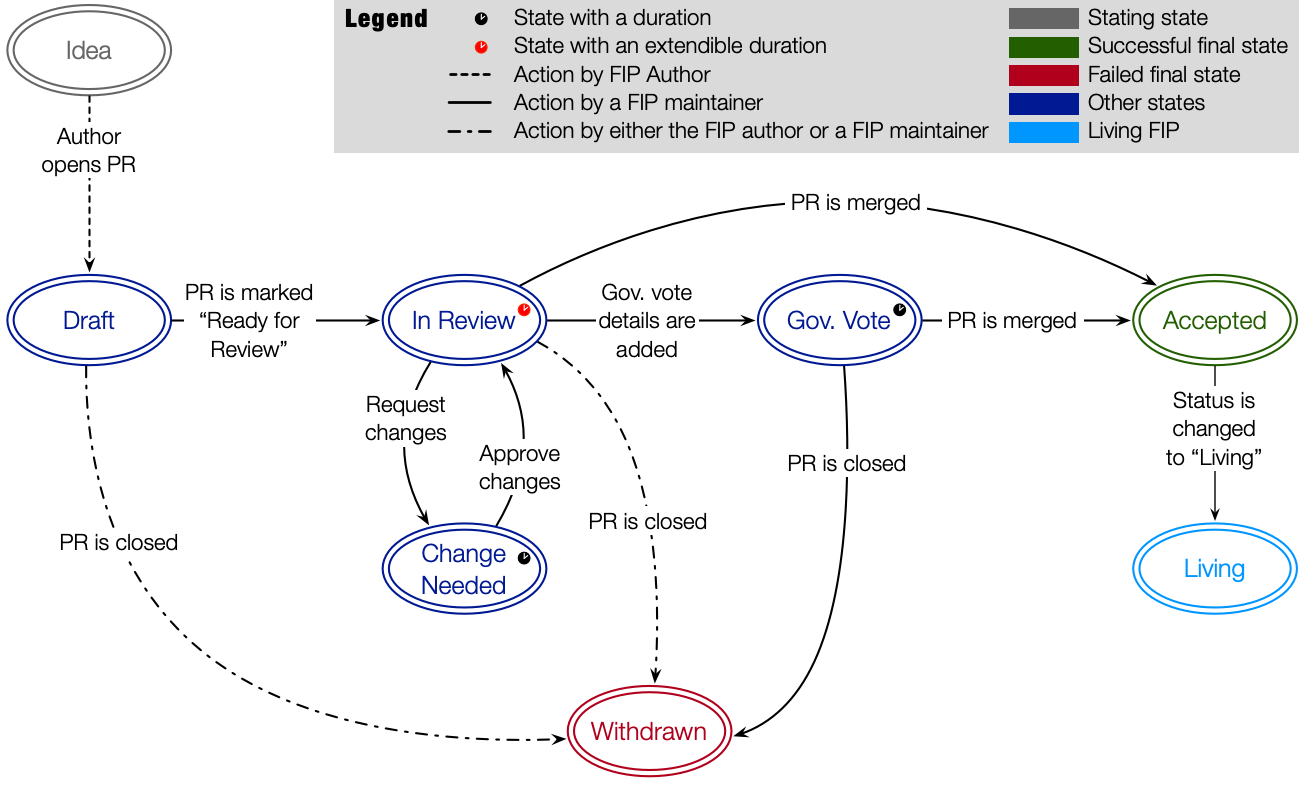 Idea
Legend
State with a duration
State with an extendible duration
Action by FIP Author
Action by a FIP maintainer
Action by either the FIP author or a FIP maintainer
Stating state
Successful final state
Failed final state
Other states
Living FIP
Author
opens PR
PR is merged
Draft
PR is marked
“Ready for
Review”
In Review
Gov. vote
details are
added
Gov. Vote
PR is merged
Accepted
Request
changes
Approve
changes
PR is closed
Status is
changed
to “Living”
PR is closed
PR is closed
Change
Needed
Living
Withdrawn